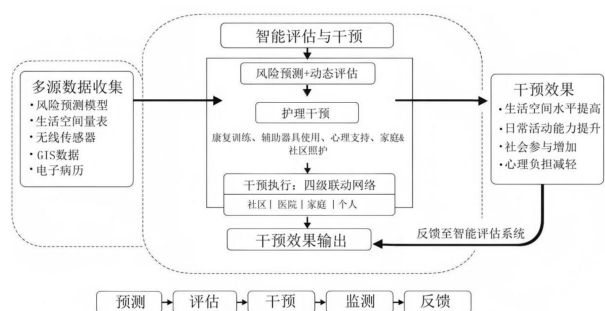 智能评估与干预
多源数据收集
·风险预测模型
·生活空间量表
·无线传感器
·GIS数据
·电子病历
风险预测+动态评估
护理干预
康复训练、辅助器具使用、心理支持、家庭&
社区照护
干预执行：四级联动网络
社区| 医院|家庭 |个人
干预效果输出
干预效果
·生活空间水平提高
·日常活动能力提升
·社会参与增加
·心理负担减轻
反馈至智能评估系统
预测
评估
干预
监测
反馈